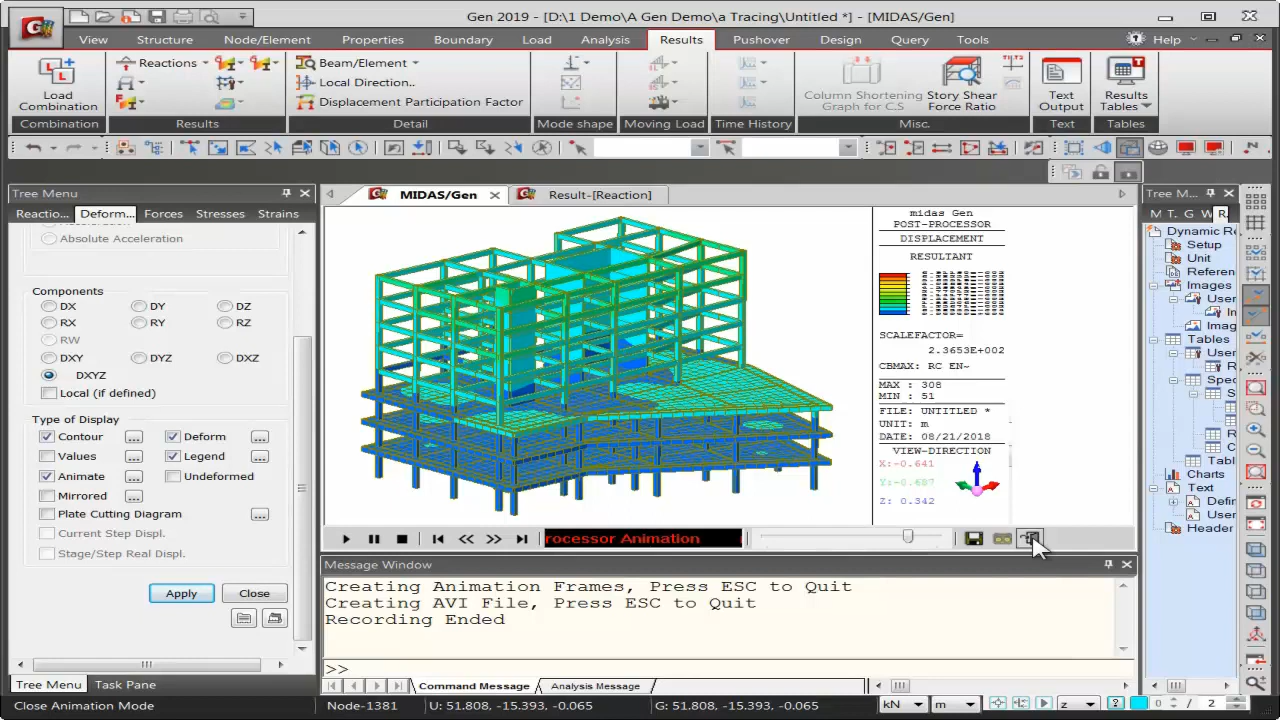 Gen 2019 - [D:\1 Demo\A Gen Demo\a Tracing\Untitled *] - [MIDAS/Gen]
View Structure Node/Element Properties Boundary Load Analysis Results Pushover Design Query Tools Help
Load Combination
Reactions
Beam/Element
Local Direction...
Displacement Participation Factor
Column Shortening Graph for C.S
Story Shear Force Ratio
Text Output
Results Tables
Combination Results Detail Mode shape Moving Load Time History Misc. Text Tables
Tree Menu
Reactio... Deform... Forces Stresses Strains
Absolute Acceleration
Components
DX DY DZ
RX RY RZ
RW
DXY DYZ DXZ
DXYZ
Local (if defined)
Type of Display
Contour ... Deform ...
Values ... Legend ...
Animate ... Undeformed
Mirrored ...
Plate Cutting Diagram ...
Current Step Displ.
Stage/Step Real Displ.
Apply Close
Tree Menu Task Pane
MIDAS/Gen Result-[Reaction]
midas Gen
POST-PROCESSOR
DISPLACEMENT
RESULTANT
SCALEFACTOR=
2.3653E+002
CBMAX: RC EN~
MAX : 308
MIN : 51
FILE: UNTITLED *
UNIT: m
DATE: 08/21/2018
VIEW-DIRECTION
X:-0.641
Z: 0.342
rocessor Animation
Message Window
Creating Animation Frames, Press ESC to Quit
Creating AVI File, Press ESC to Quit
Recording Ended
>>
Command Message Analysis Message
Tree M...
M T. G W R.
Dynamic Re
Setup
Unit
Referen
Images
User
In
Imag
Tables
User
Spec
S
R
C
Tabl
Charts
Text
Defin
User
Header
Close Animation Mode Node-1381 U: 51.808, -15.393, -0.065 G: 51.808, -15.393, -0.065 kN m z 0 / 2